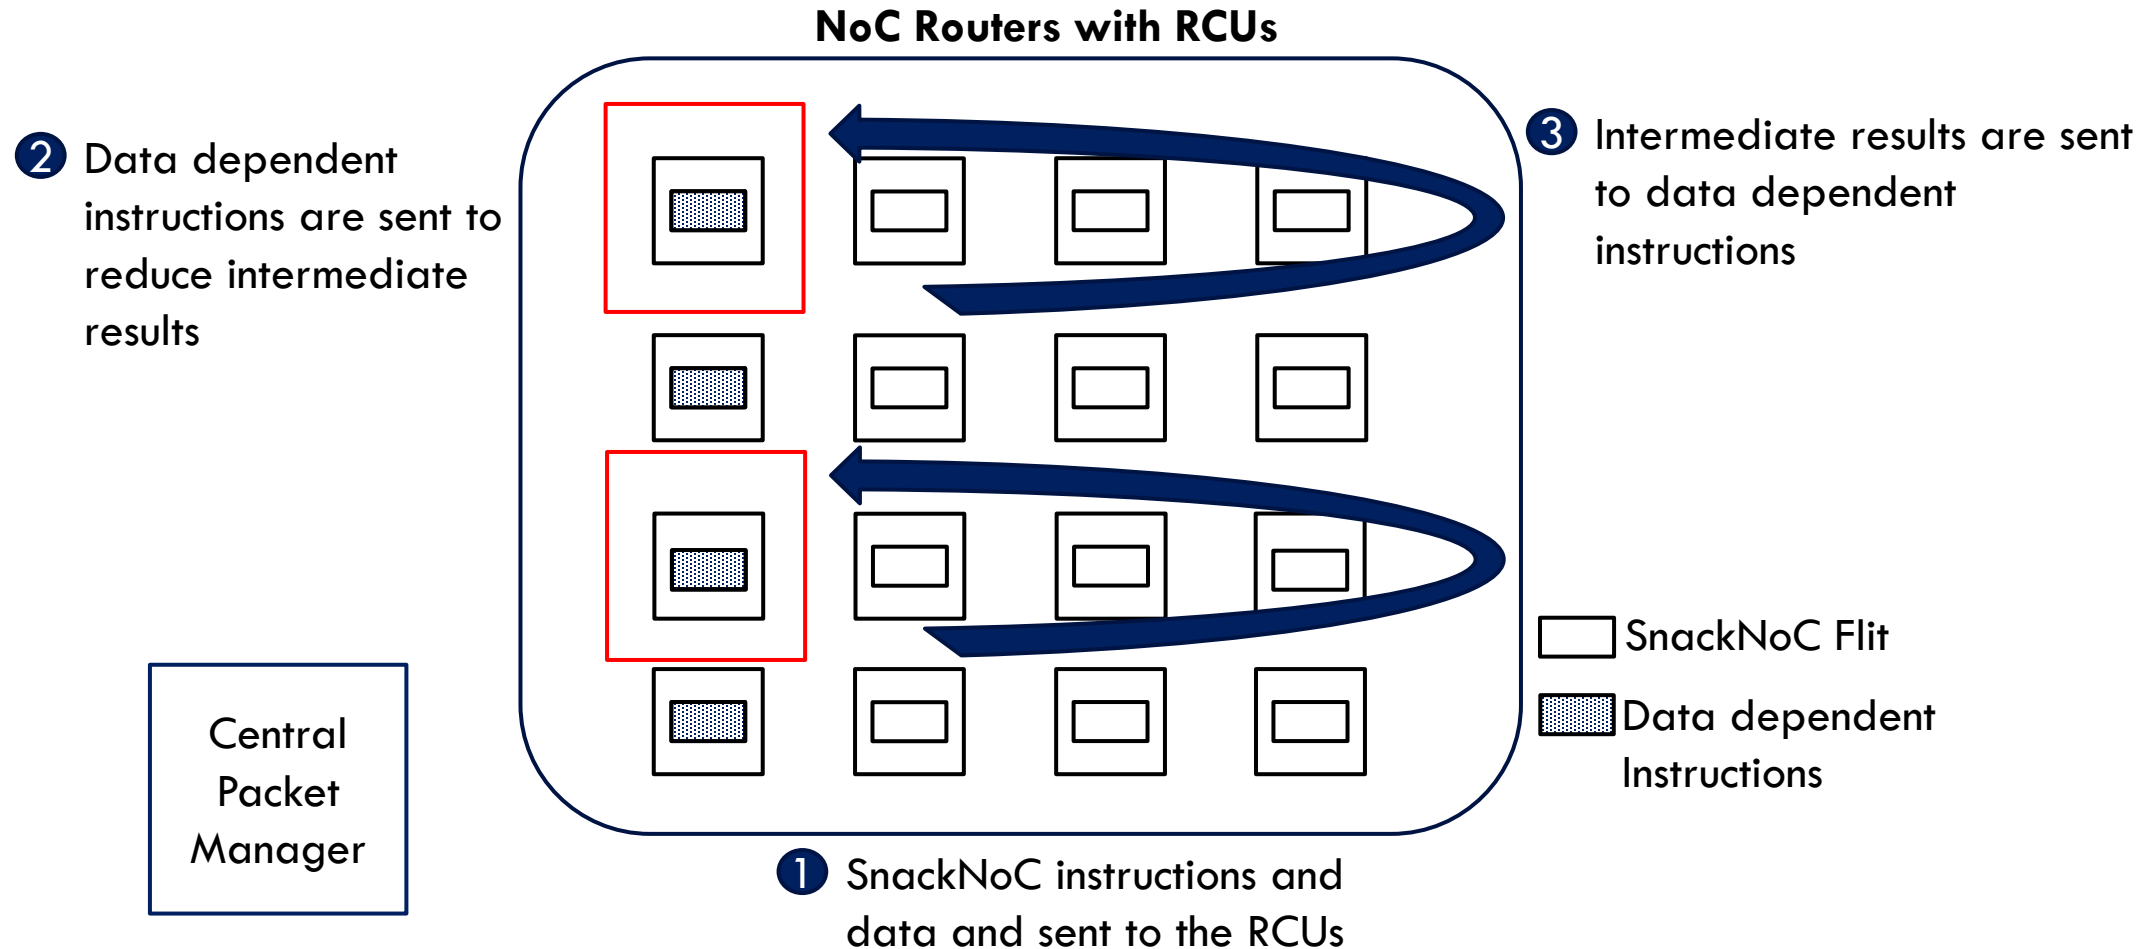 NoC Routers with RCUs
2 Data dependent
instructions are sent to
reduce intermediate
results
3 Intermediate results are sent
to data dependent
instructions
SnackNoC Flit
Data dependent
Instructions
Central
Packet
Manager
1 SnackNoC instructions and
data and sent to the RCUs